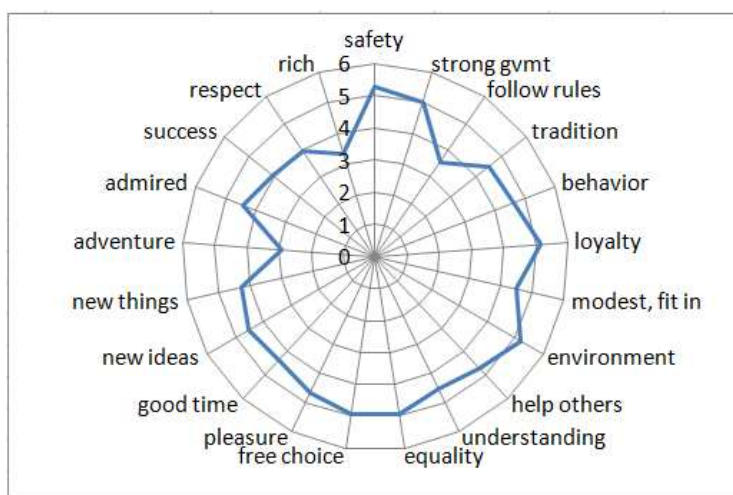 safety
rich
strong gvmt
respect
follow rules
success
tradition
admired
behavior
adventure
loyalty
new things
modest, fit in
new ideas
environment
good time
help others
pleasure
understanding
free choice
equality
6
5
4
3
2
1
0